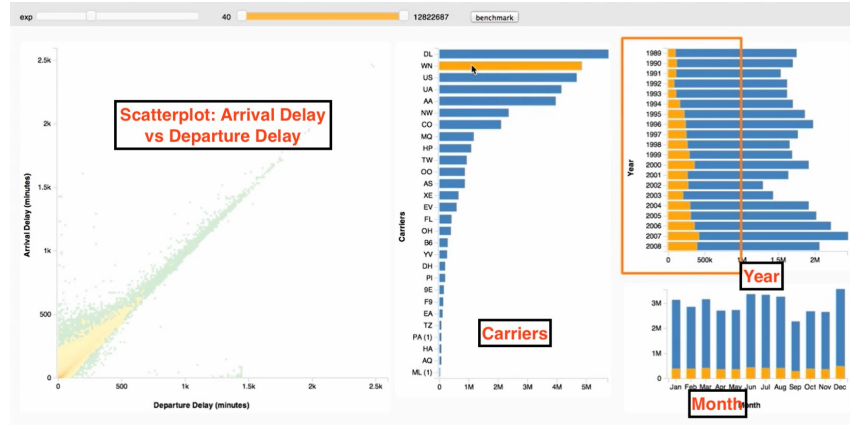 exp 40 12822687 benchmark
2.5k
2k
1.5k
1k
500
0
Arrival Delay (minutes)
Scatterplot: Arrival Delay
vs Departure Delay
0 500 1k 1.5k 2k 2.5k
Departure Delay (minutes)
Carriers
DL
WN
US
UA
AA
NW
CO
MQ
HP
TW
OO
AS
XE
EV
FL
OH
B6
YV
DH
PI
9E
F9
EA
TZ
PA (1)
HA
AQ
ML (1)
0 1M 2M 3M 4M 5M
Carriers
Year
1989
1990
1991
1992
1993
1994
1995
1996
1997
1998
1999
2000
2001
2002
2003
2004
2005
2006
2007
2008
0 500k 1M 1.5M 2M
Year
3M
2M
1M
0
Jan Feb Mar Apr May Jun Jul Aug Sep Oct Nov Dec
Month
Month